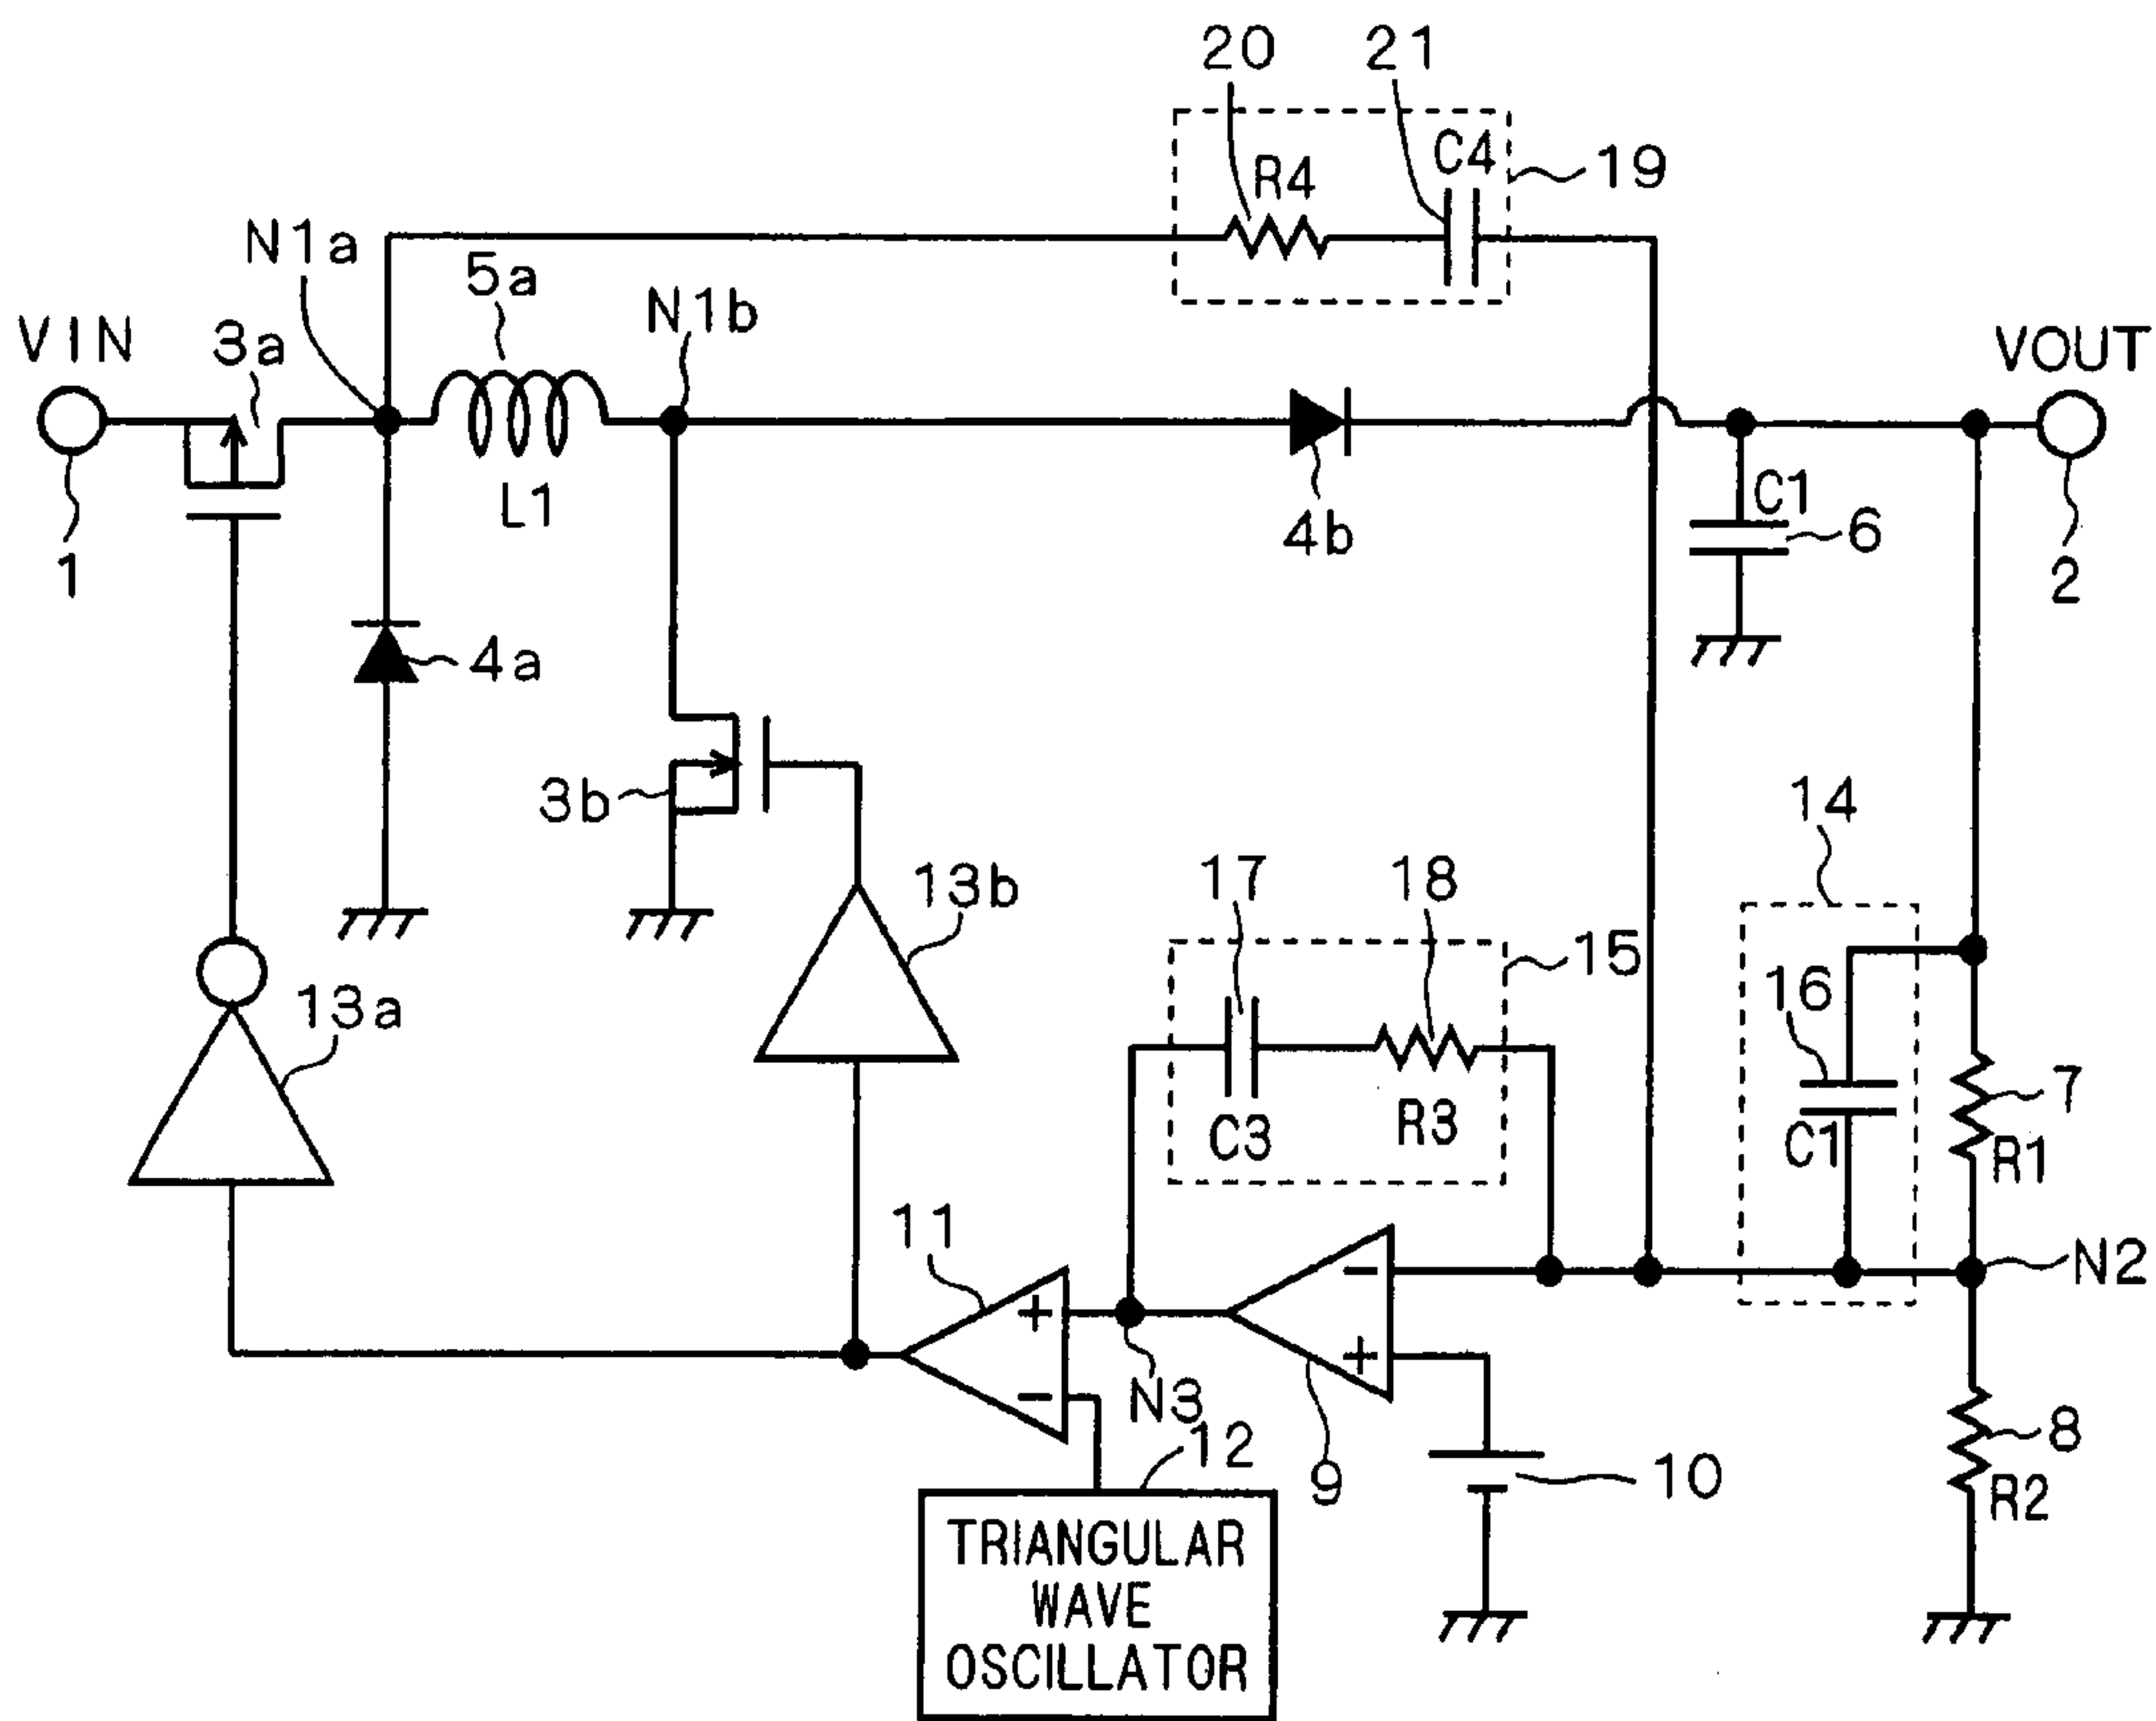 20
21
C4
R4
19
N1a
5a
N1b
VIN
3a
VOUT
L1
C1
6
4b
1
2
4a
3b
14
13b
17
18
15
16
13a
7
C3
R3
C1
R1
11
N2
+
−
−
+
N3
12
9
10
8
R2
TRIANGULAR
WAVE
OSCILLATOR